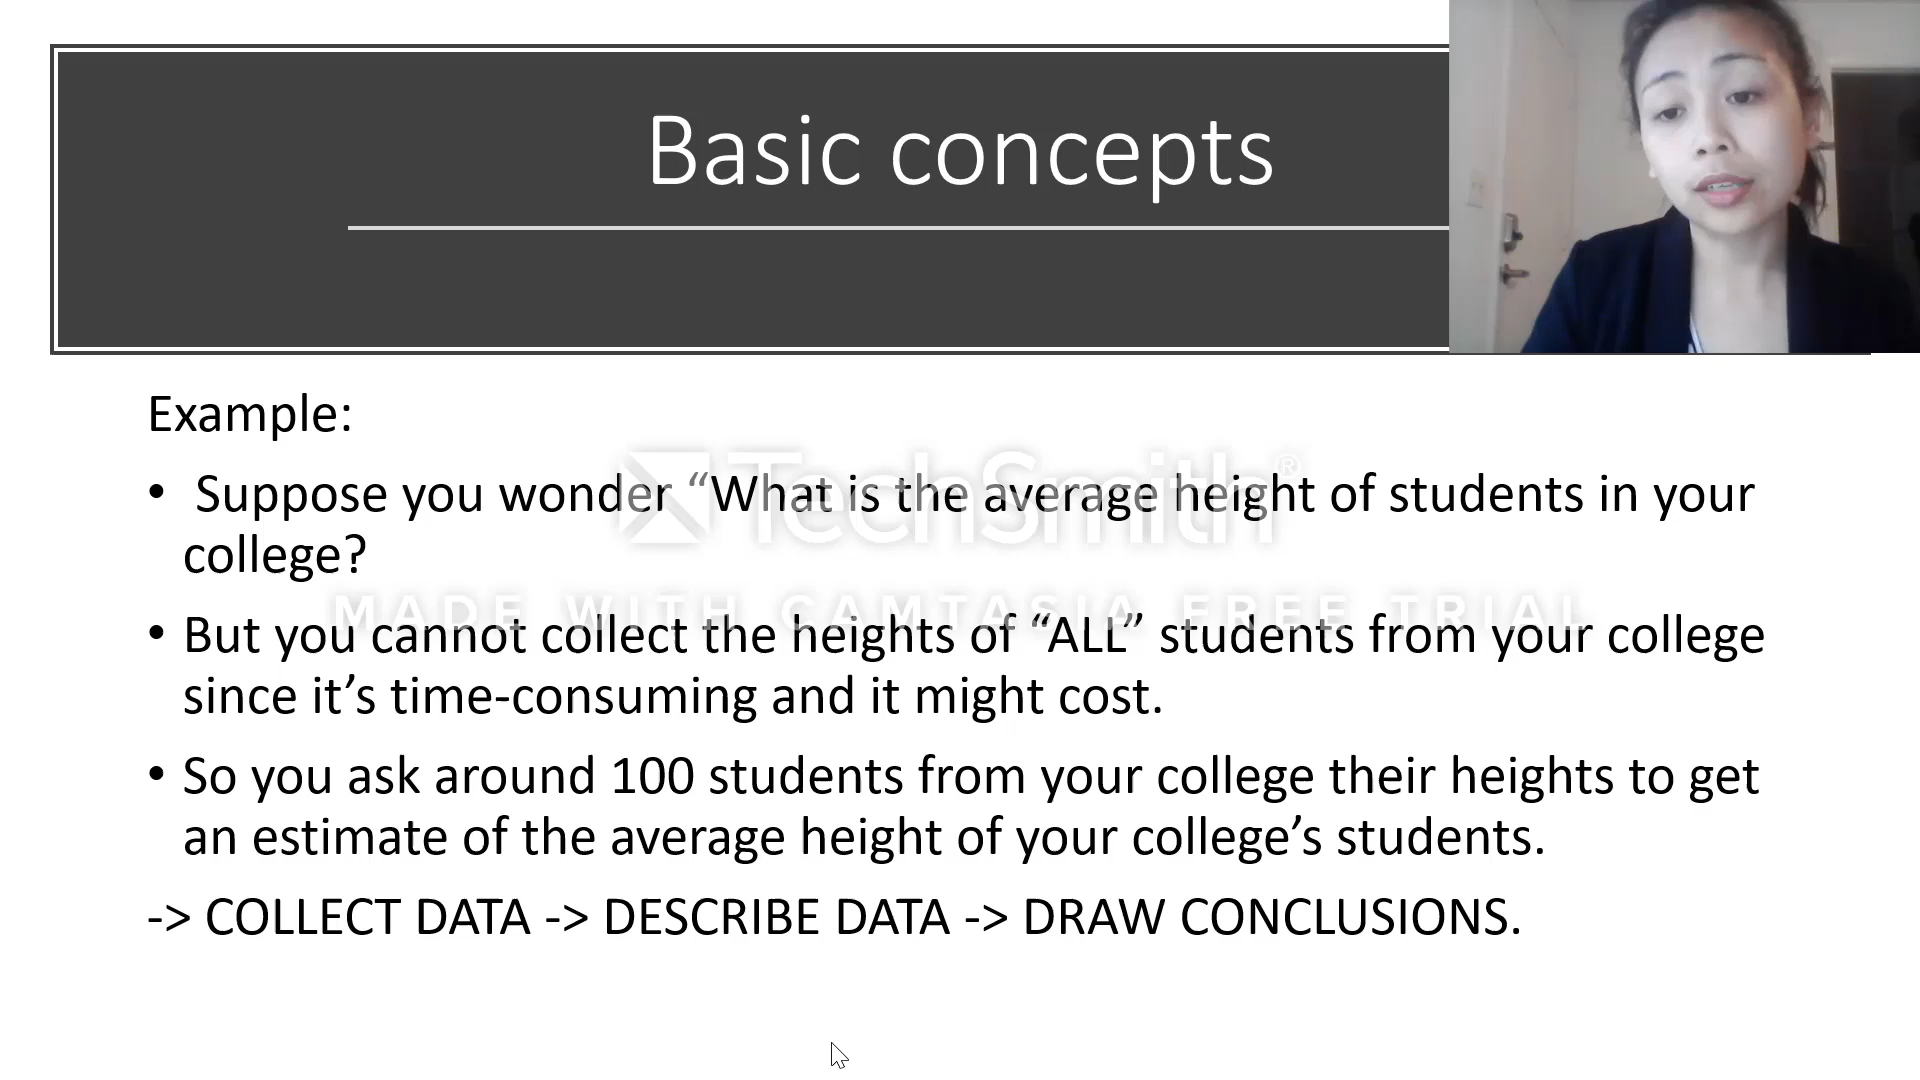 Basic concepts
Example:
• Suppose you wonder “What is the average height of students in your
college?
• But you cannot collect the heights of “ALL” students from your college
since it’s time-consuming and it might cost.
• So you ask around 100 students from your college their heights to get
an estimate of the average height of your college’s students.
-> COLLECT DATA -> DESCRIBE DATA -> DRAW CONCLUSIONS.
TechSmith®
MADE WITH CAMTASIA FREE TRIAL